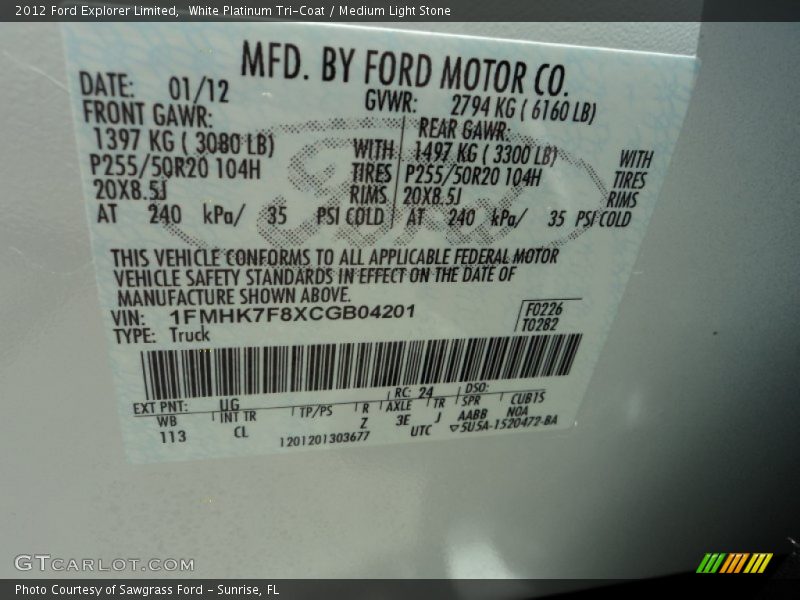 2012 Ford Explorer Limited, White Platinum Tri-Coat / Medium Light Stone
MFD. BY FORD MOTOR CO.
DATE: 01/12 GVWR: 2794 KG ( 6160 LB)
FRONT GAWR: REAR GAWR:
1397 KG ( 3080 LB) WITH 1497 KG ( 3300 LB) WITH
P255/50R20 104H TIRES P255/50R20 104H TIRES
20X8.5J RIMS 20X8.5J RIMS
AT 240 kPa/ 35 PSI COLD AT 240 kPa/ 35 PSI COLD
THIS VEHICLE CONFORMS TO ALL APPLICABLE FEDERAL MOTOR
VEHICLE SAFETY STANDARDS IN EFFECT ON THE DATE OF
MANUFACTURE SHOWN ABOVE.
VIN: 1FMHK7F8XCGB04201 F0226
TYPE: Truck T0282
EXT PNT: UG RC: 24 DSO:
WB INT TR TP/PS R AXLE TR SPR CUB1S
113 CL Z 3E J AABB NOA
1201201303677 UTC ▽5U5A-1520472-BA
GTCARLOT.COM
Photo Courtesy of Sawgrass Ford - Sunrise, FL